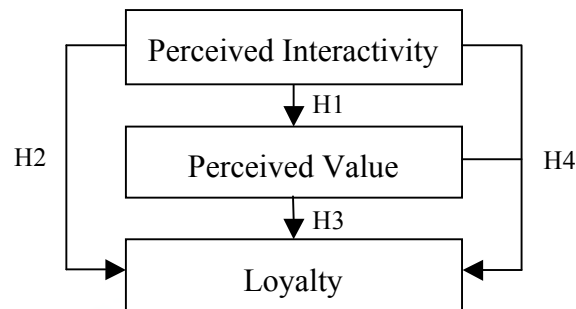 Perceived Interactivity
H1
H2
Perceived Value
H4
H3
Loyalty